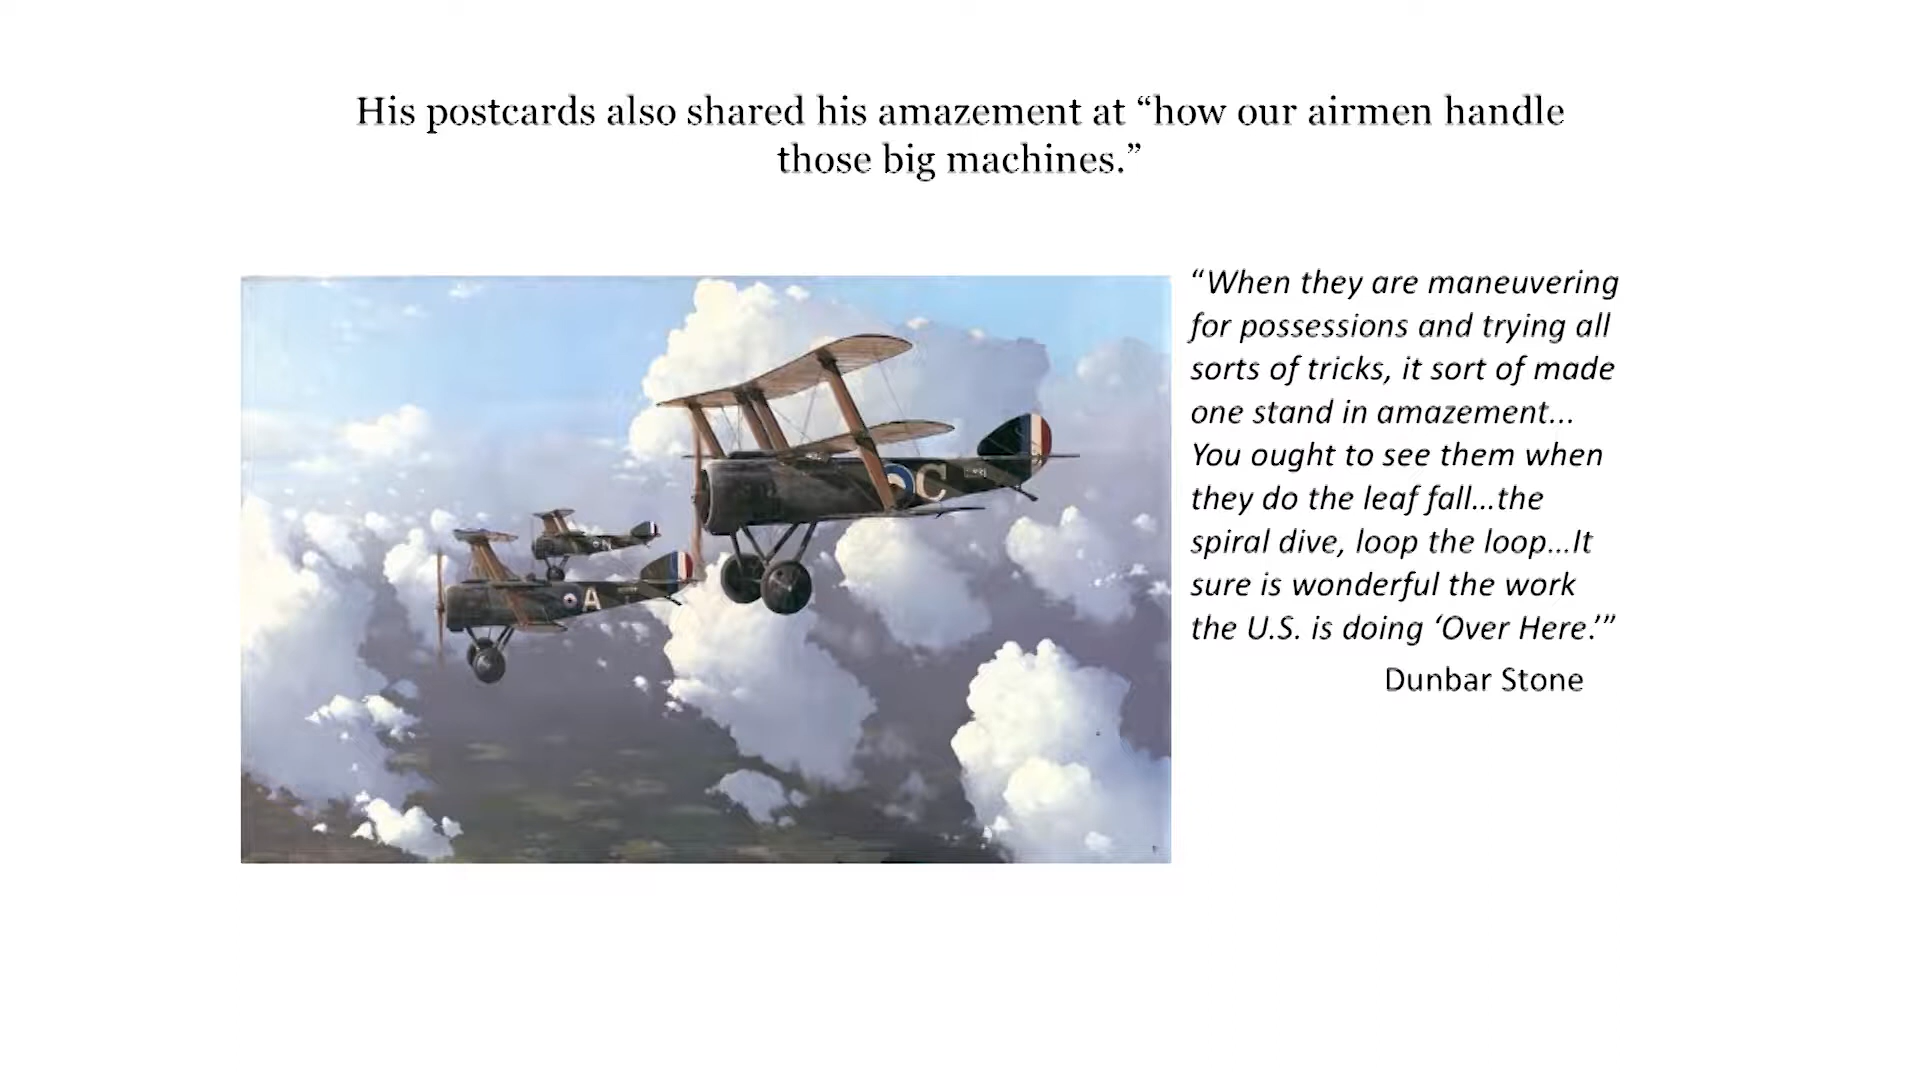 His postcards also shared his amazement at “how our airmen handle
those big machines.”
“When they are maneuvering
for possessions and trying all
sorts of tricks, it sort of made
one stand in amazement...
You ought to see them when
they do the leaf fall...the
spiral dive, loop the loop...It
sure is wonderful the work
the U.S. is doing ‘Over Here.’”
Dunbar Stone
C
A
N